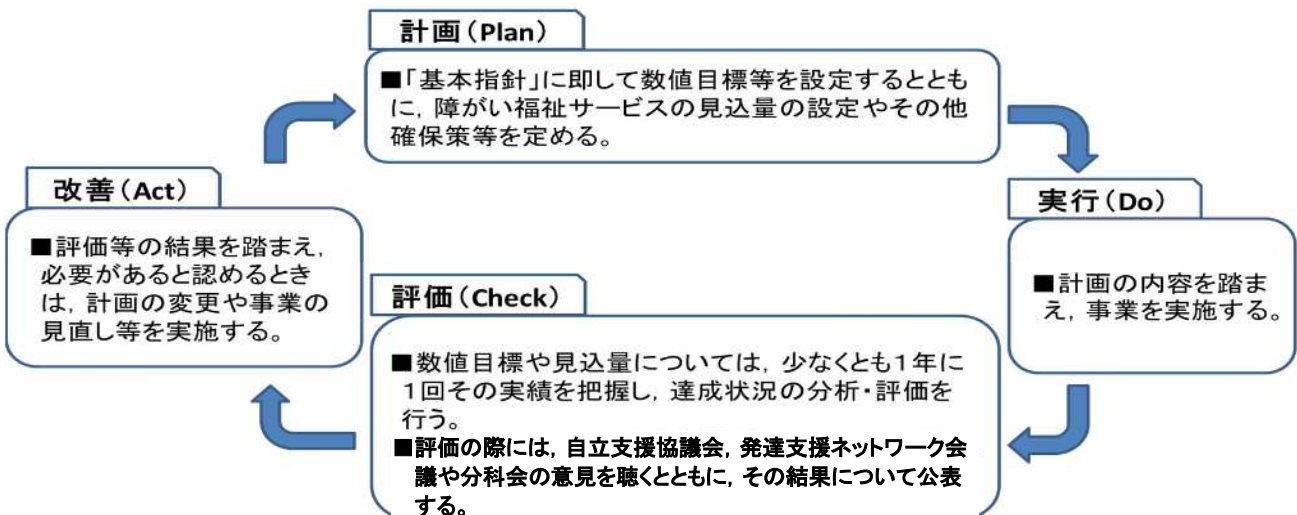 計画(Plan)
■「基本指針」に即して数値目標等を設定するととも
に，障がい福祉サービスの見込量の設定やその他
確保策等を定める。
実行(Do)
■計画の内容を踏ま
え，事業を実施する。
評価(Check)
■数値目標や見込量については，少なくとも1年に
1回その実績を把握し，達成状況の分析・評価を
行う。
■評価の際には，自立支援協議会，発達支援ネットワーク会
議や分科会の意見を聴くとともに，その結果について公表
する。
改善(Act)
■評価等の結果を踏まえ，
必要があると認めるとき
は，計画の変更や事業の
見直し等を実施する。